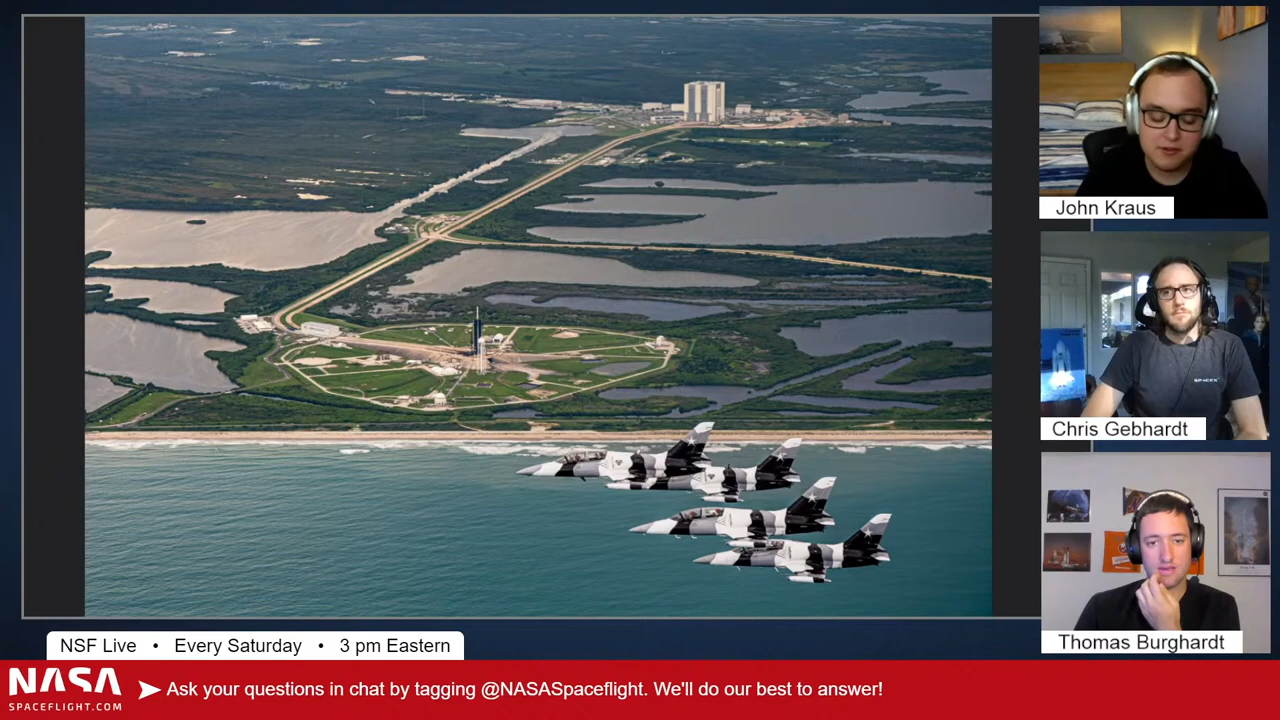 John Kraus
SPACEX
Chris Gebhardt
Thomas Burghardt
NSF Live • Every Saturday • 3 pm Eastern
NASA
SPACEFLIGHT.COM
Ask your questions in chat by tagging @NASASpaceflight. We'll do our best to answer!